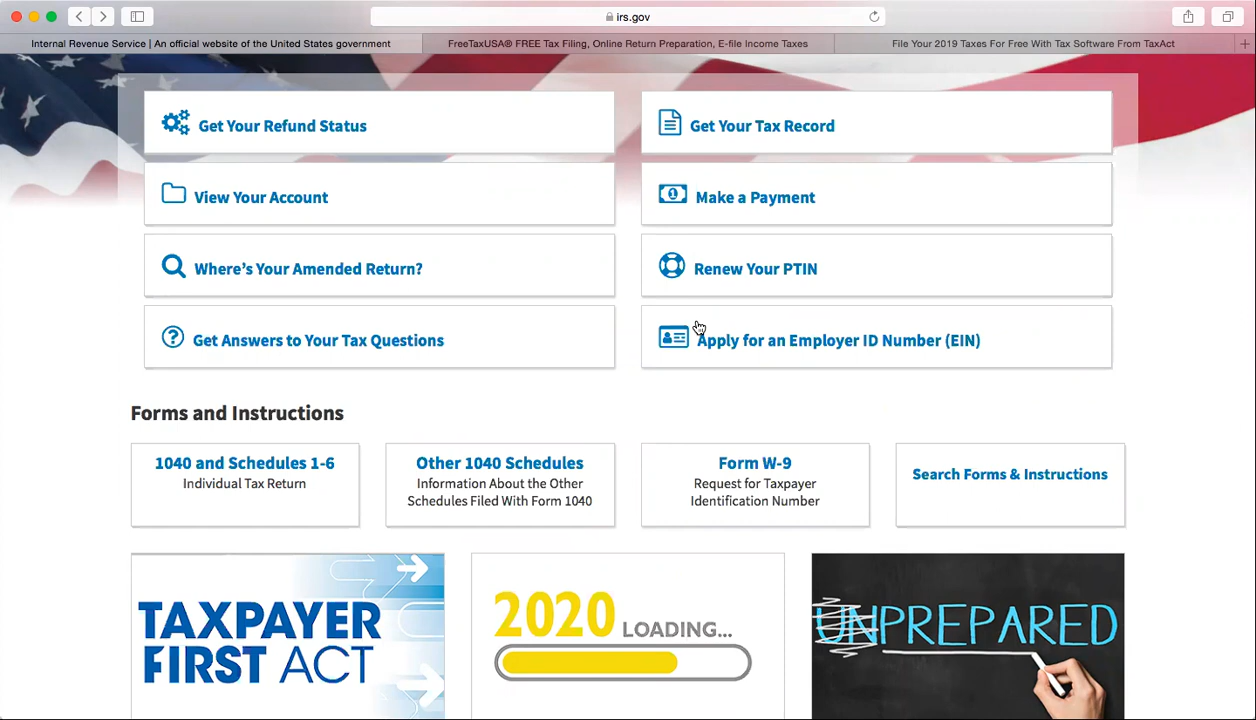 irs.gov
Internal Revenue Service | An official website of the United States government
FreeTaxUSA® FREE Tax Filing, Online Return Preparation, E-file Income Taxes
File Your 2019 Taxes For Free With Tax Software From TaxAct
Get Your Refund Status
Get Your Tax Record
View Your Account
Make a Payment
Where's Your Amended Return?
Renew Your PTIN
Get Answers to Your Tax Questions
Apply for an Employer ID Number (EIN)
Forms and Instructions
1040 and Schedules 1-6
Individual Tax Return
Other 1040 Schedules
Information About the Other
Schedules Filed With Form 1040
Form W-9
Request for Taxpayer
Identification Number
Search Forms & Instructions
TAXPAYER
FIRST ACT
2020 LOADING...
UNPREPARED